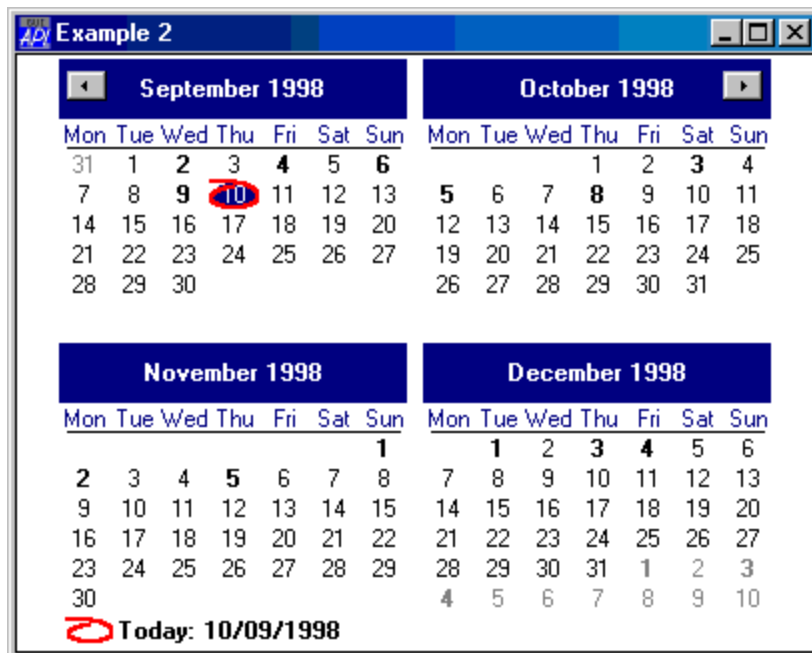 API Example 2
September 1998 October 1998
Mon Tue Wed Thu Fri Sat Sun Mon Tue Wed Thu Fri Sat Sun
31 1 2 3 4 5 6 1 2 3 4
7 8 9 10 11 12 13 5 6 7 8 9 10 11
14 15 16 17 18 19 20 12 13 14 15 16 17 18
21 22 23 24 25 26 27 19 20 21 22 23 24 25
28 29 30 26 27 28 29 30 31
November 1998 December 1998
Mon Tue Wed Thu Fri Sat Sun Mon Tue Wed Thu Fri Sat Sun
1 1 2 3 4 5 6
2 3 4 5 6 7 8 7 8 9 10 11 12 13
9 10 11 12 13 14 15 14 15 16 17 18 19 20
16 17 18 19 20 21 22 21 22 23 24 25 26 27
23 24 25 26 27 28 29 28 29 30 31 1 2 3
30 4 5 6 7 8 9 10
Today: 10/09/1998